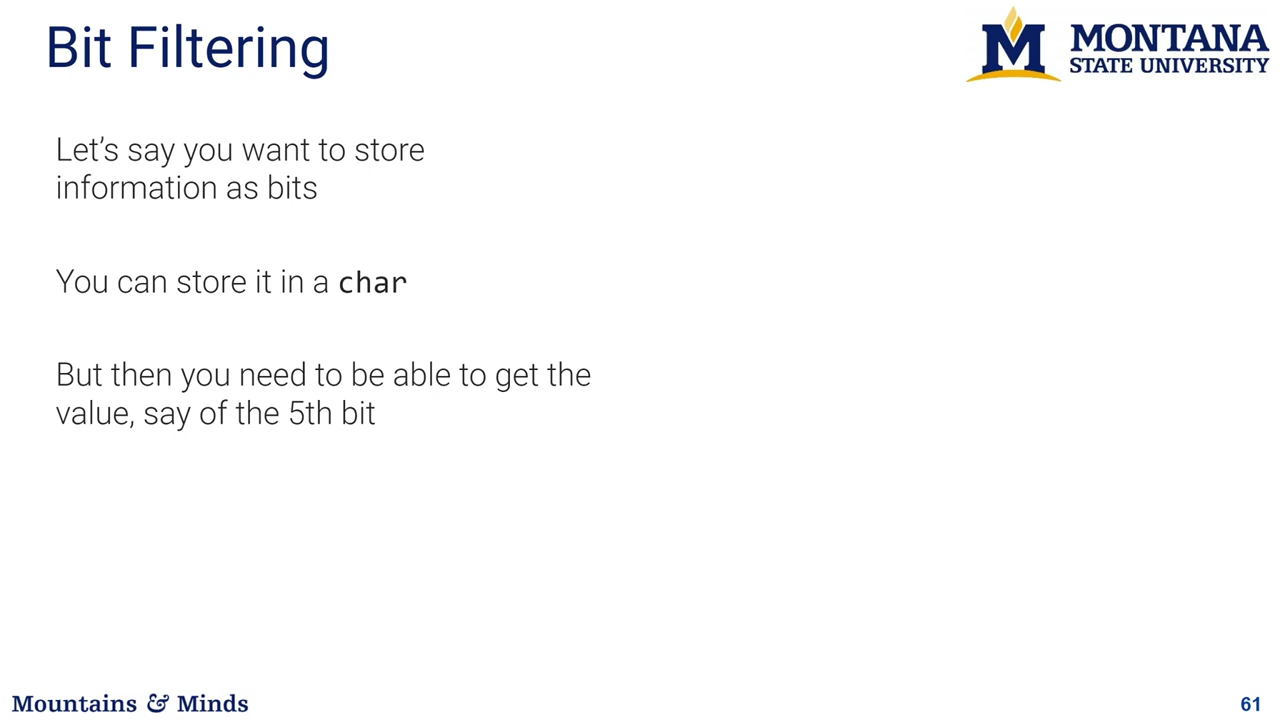 Bit Filtering
MONTANA
STATE UNIVERSITY
Let's say you want to store
information as bits
You can store it in a char
But then you need to be able to get the
value, say of the 5th bit
Mountains & Minds
61